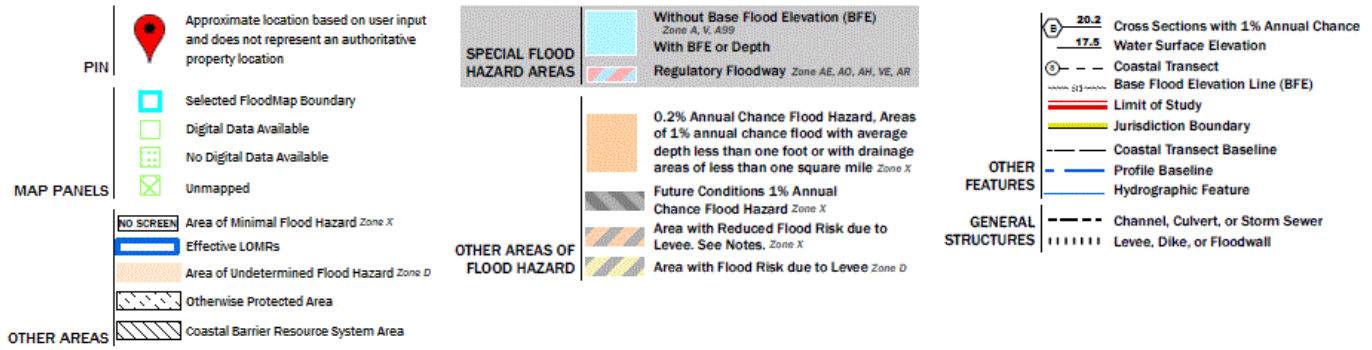 PIN
Approximate location based on user input
and does not represent an authoritative
property location
MAP PANELS
Selected FloodMap Boundary
Digital Data Available
No Digital Data Available
Unmapped
OTHER AREAS
NO SCREEN Area of Minimal Flood Hazard Zone X
Effective LOMRs
Area of Undetermined Flood Hazard Zone D
Otherwise Protected Area
Coastal Barrier Resource System Area
SPECIAL FLOOD
HAZARD AREAS
Without Base Flood Elevation (BFE)
Zone A, V, A99
With BFE or Depth
Regulatory Floodway Zone AE, AO, AH, VE, AR
OTHER AREAS OF
FLOOD HAZARD
0.2% Annual Chance Flood Hazard, Areas
of 1% annual chance flood with average
depth less than one foot or with drainage
areas of less than one square mile Zone X
Future Conditions 1% Annual
Chance Flood Hazard Zone X
Area with Reduced Flood Risk due to
Levee. See Notes. Zone X
Area with Flood Risk due to Levee Zone D
OTHER
FEATURES
B 20.2 Cross Sections with 1% Annual Chance
17.5 Water Surface Elevation
8 Coastal Transect
513 Base Flood Elevation Line (BFE)
Limit of Study
Jurisdiction Boundary
Coastal Transect Baseline
Profile Baseline
Hydrographic Feature
GENERAL
STRUCTURES
Channel, Culvert, or Storm Sewer
Levee, Dike, or Floodwall